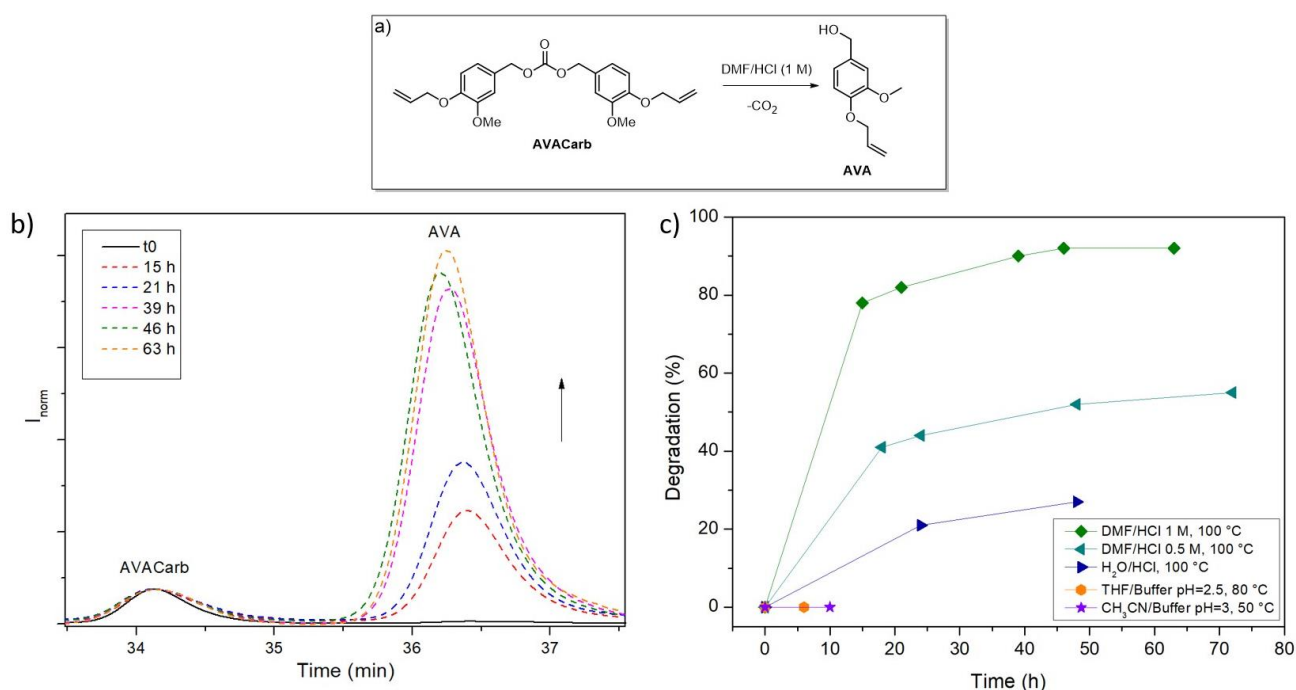 a)
O
O
O
O
OMe
O
OMe
AVACarb
DMF/HCl (1 M)
-CO2
HO
O
O
AVA
b)
t0
15 h
21 h
39 h
46 h
63 h
AVA
AVACarb
Inorm
34
35
36
37
Time (min)
c)
100
80
60
40
20
0
Degradation (%)
DMF/HCl 1 M, 100 °C
DMF/HCl 0.5 M, 100 °C
H2O/HCl, 100 °C
THF/Buffer pH=2.5, 80 °C
CH3CN/Buffer pH=3, 50 °C
0 10 20 30 40 50 60 70 80
Time (h)